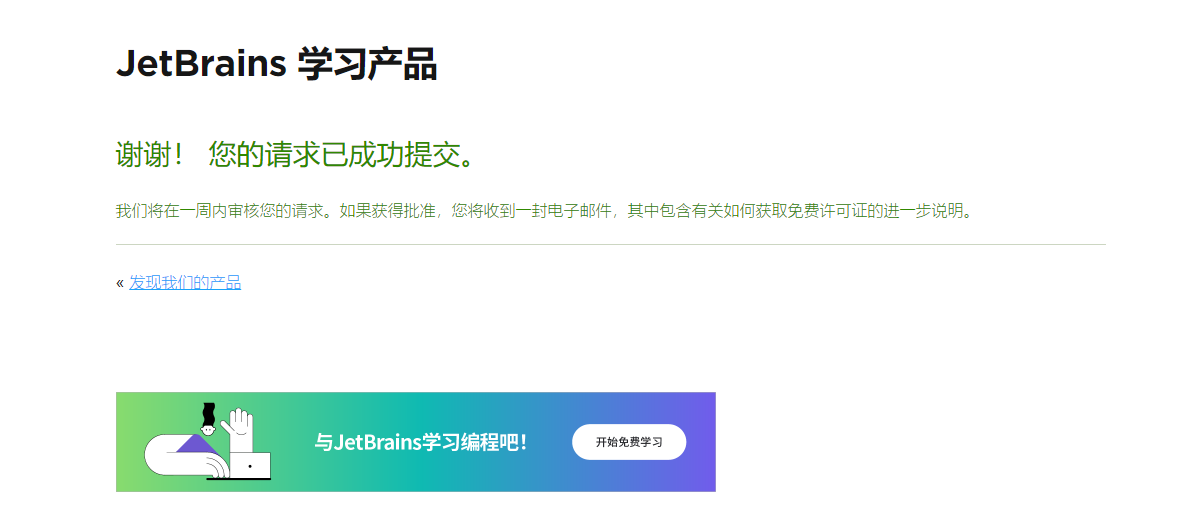 JetBrains 学习产品
谢谢! 您的请求已成功提交。
我们将在一周内审核您的请求。如果获得批准，您将收到一封电子邮件，其中包含有关如何获取免费许可证的进一步说明。
« 发现我们的产品
与JetBrains学习编程吧!
开始免费学习